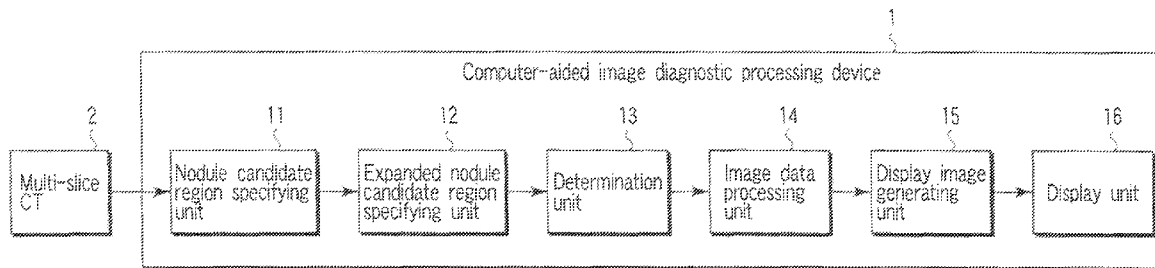 1
Computer-aided image diagnostic processing device
2
11
12
13
14
15
16
Multi-slice
CT
Nodule candidate
region specifying
unit
Expanded nodule
candidate region
specifying unit
Determination
unit
Image data
processing
unit
Display image
generating
unit
Display unit